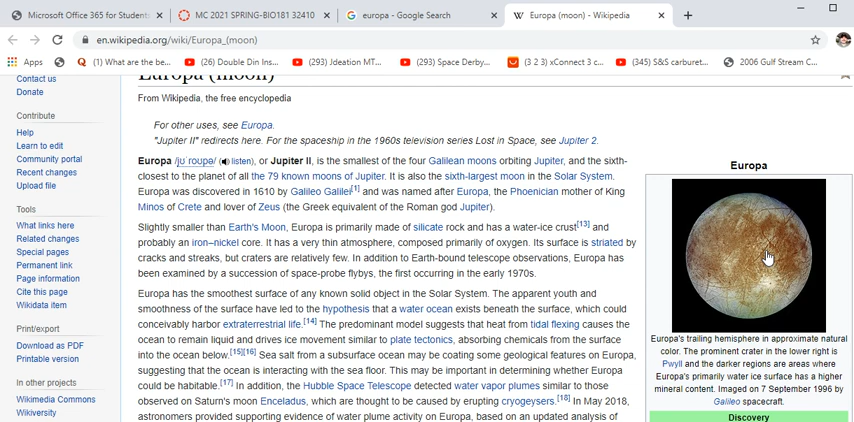 Microsoft Office 365 for Students
MC 2021 SPRING-BIO181 32410
europa - Google Search
Europa (moon) - Wikipedia
en.wikipedia.org/wiki/Europa_(moon)
Apps
(1) What are the be...
(26) Double Din Ins...
(293) Jdeation MT...
(293) Space Derby...
(3 2 3) xConnect 3 c...
(345) S&S carburet...
2006 Gulf Stream C...
Contact us
Donate
Contribute
Help
Learn to edit
Community portal
Recent changes
Upload file
Tools
What links here
Related changes
Special pages
Permanent link
Page information
Cite this page
Wikidata item
Print/export
Download as PDF
Printable version
In other projects
Wikimedia Commons
Wikiversity
Europa (moon)
From Wikipedia, the free encyclopedia
For other uses, see Europa.
"Jupiter II" redirects here. For the spaceship in the 1960s television series Lost in Space, see Jupiter 2.
Europa /jʊˈroʊpə/ (listen), or Jupiter II, is the smallest of the four Galilean moons orbiting Jupiter, and the sixth-
closest to the planet of all the 79 known moons of Jupiter. It is also the sixth-largest moon in the Solar System.
Europa was discovered in 1610 by Galileo Galilei[1] and was named after Europa, the Phoenician mother of King
Minos of Crete and lover of Zeus (the Greek equivalent of the Roman god Jupiter).
Slightly smaller than Earth's Moon, Europa is primarily made of silicate rock and has a water-ice crust[13] and
probably an iron–nickel core. It has a very thin atmosphere, composed primarily of oxygen. Its surface is striated by
cracks and streaks, but craters are relatively few. In addition to Earth-bound telescope observations, Europa has
been examined by a succession of space-probe flybys, the first occurring in the early 1970s.
Europa has the smoothest surface of any known solid object in the Solar System. The apparent youth and
smoothness of the surface have led to the hypothesis that a water ocean exists beneath the surface, which could
conceivably harbor extraterrestrial life.[14] The predominant model suggests that heat from tidal flexing causes the
ocean to remain liquid and drives ice movement similar to plate tectonics, absorbing chemicals from the surface
into the ocean below.[15][16] Sea salt from a subsurface ocean may be coating some geological features on Europa,
suggesting that the ocean is interacting with the sea floor. This may be important in determining whether Europa
could be habitable.[17] In addition, the Hubble Space Telescope detected water vapor plumes similar to those
observed on Saturn's moon Enceladus, which are thought to be caused by erupting cryogeysers.[18] In May 2018,
astronomers provided supporting evidence of water plume activity on Europa, based on an updated analysis of
Europa
Europa's trailing hemisphere in approximate natural
color. The prominent crater in the lower right is
Pwyll and the darker regions are areas where
Europa's primarily water ice surface has a higher
mineral content. Imaged on 7 September 1996 by
Galileo spacecraft.
Discovery